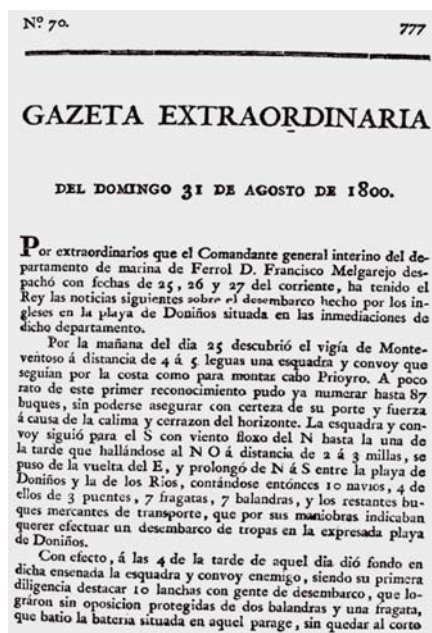 Nº 70.
777
GAZETA EXTRAORDINARIA
DEL DOMINGO 31 DE AGOSTO DE 1800.
Por extraordinarios que el Comandante general interino del de-
partamento de marina de Ferrol D. Francisco Melgarejo des-
pachó con fechas de 25, 26 y 27 del corriente, ha tenido el
Rey las noticias siguientes sobre el desembarco hecho por los in-
gleses en la playa de Doniños situada en las inmediaciones de
dicho departamento.
Por la mañana del dia 25 descubrió el vigía de Monte-
ventoso á distancia de 4 á 5 leguas una esquadra y convoy que
seguian por la costa como para montar cabo Prioyro. A poco
rato de este primer reconocimiento pudo ya numerar hasta 87
buques, sin poderse asegurar con certeza de su porte y fuerza
á causa de la calima y cerrazon del horizonte. La esquadra y con-
voy siguió para el S con viento floxo del N hasta la una de
la tarde que hallándose al N O á distancia de 2 á 3 millas, se
puso de la vuelta del E, y prolongó de N á S entre la playa de
Doniños y la de los Rios, contándose entónces 10 navios, 4 de
ellos de 3 puentes, 7 fragatas, 7 balandras, y los restantes bu-
ques mercantes de transporte, que por sus maniobras indicaban
querer efectuar un desembarco de tropas en la expresada playa
de Doniños.
Con efecto, á las 4 de la tarde de aquel dia dió fondo en
dicha ensenada la esquadra y convoy enemigo, siendo su primera
diligencia destacar 10 lanchas con gente de desembarco, que lo-
gráron sin oposicion protegidas de dos balandras y una fragata,
que batio la batería situada en aquel parage, sin quedar al corto